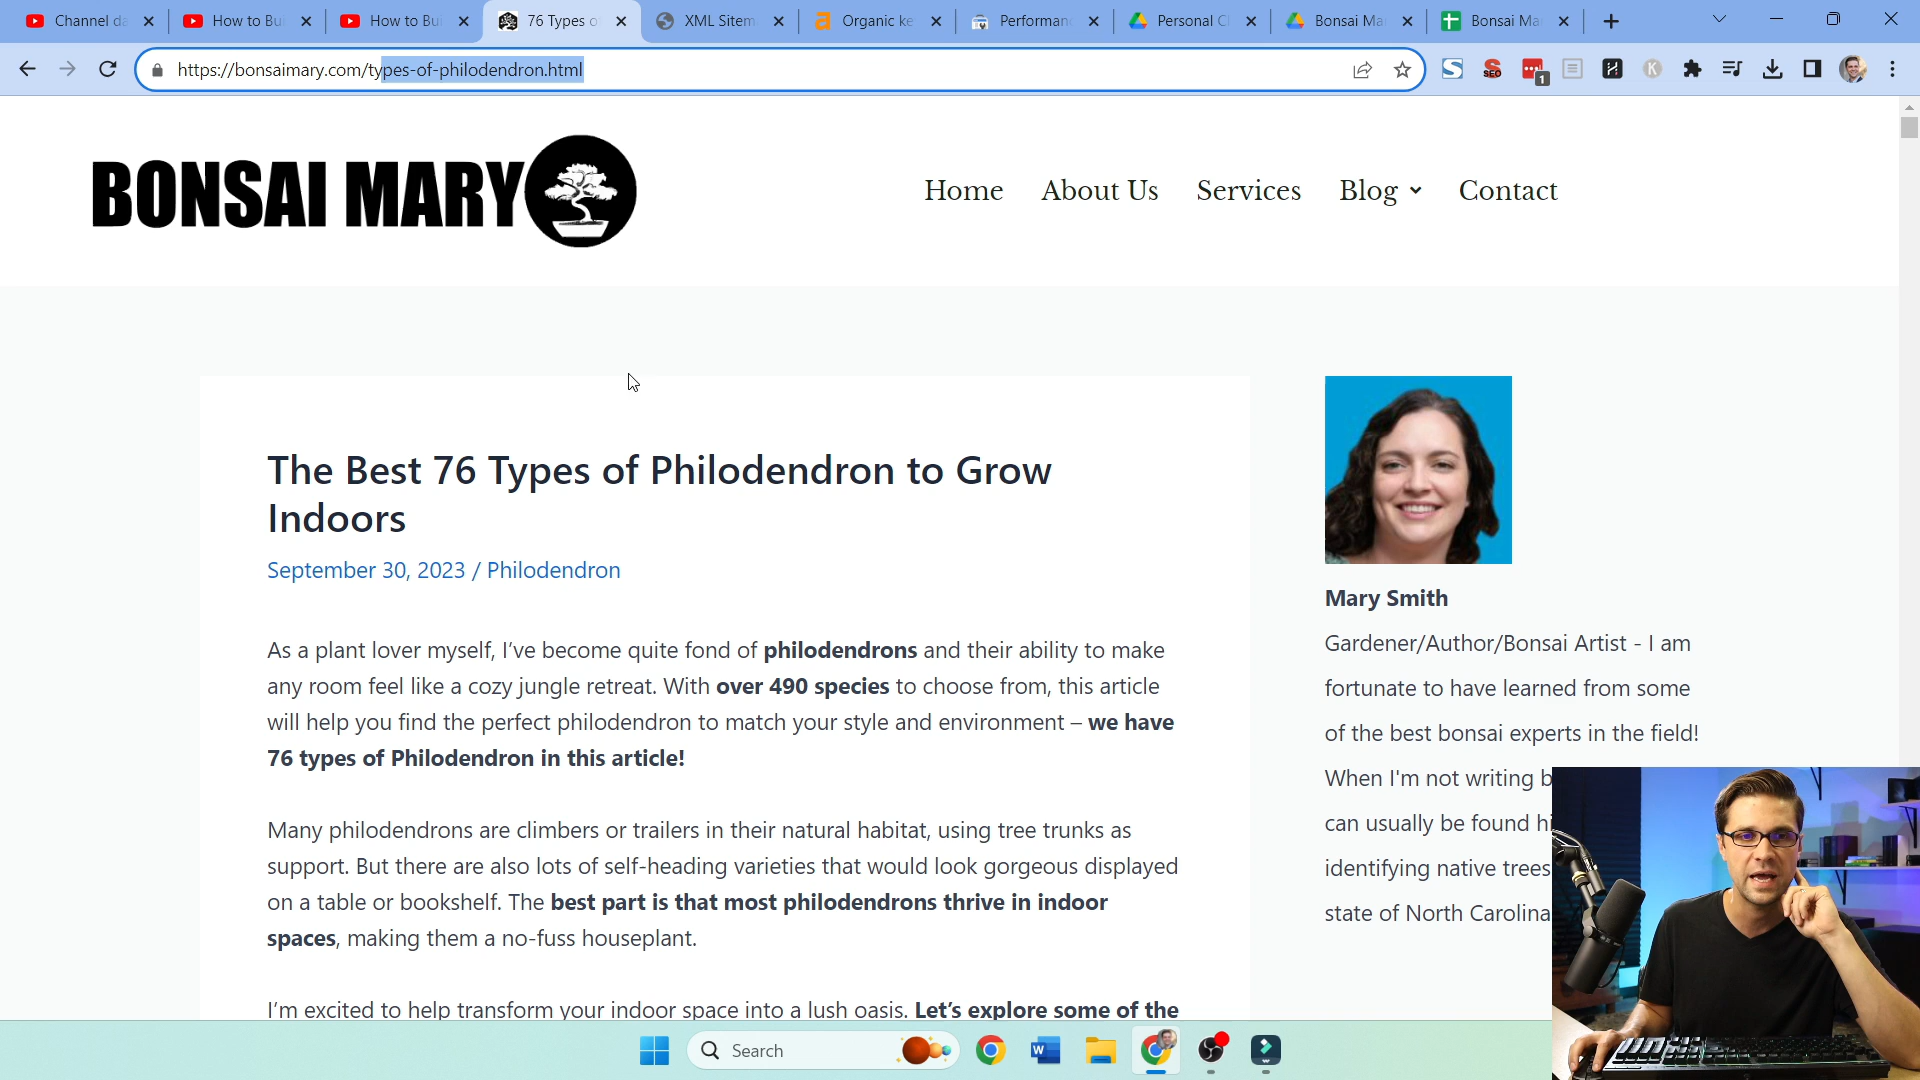 Channel da
How to Bui
How to Bui
76 Types o
XML Sitem
Organic ke
Performan
Personal Cl
Bonsai Ma
Bonsai Ma
https://bonsaimary.com/types-of-philodendron.html
SEO
1
K
BONSAI MARY
Home About Us Services Blog Contact
The Best 76 Types of Philodendron to Grow
Indoors
September 30, 2023 / Philodendron
As a plant lover myself, I've become quite fond of philodendrons and their ability to make
any room feel like a cozy jungle retreat. With over 490 species to choose from, this article
will help you find the perfect philodendron to match your style and environment – we have
76 types of Philodendron in this article!
Many philodendrons are climbers or trailers in their natural habitat, using tree trunks as
support. But there are also lots of self-heading varieties that would look gorgeous displayed
on a table or bookshelf. The best part is that most philodendrons thrive in indoor
spaces, making them a no-fuss houseplant.
I'm excited to help transform your indoor space into a lush oasis. Let's explore some of the
Mary Smith
Gardener/Author/Bonsai Artist - I am
fortunate to have learned from some
of the best bonsai experts in the field!
When I'm not writing b
can usually be found hi
identifying native trees
state of North Carolina
Search